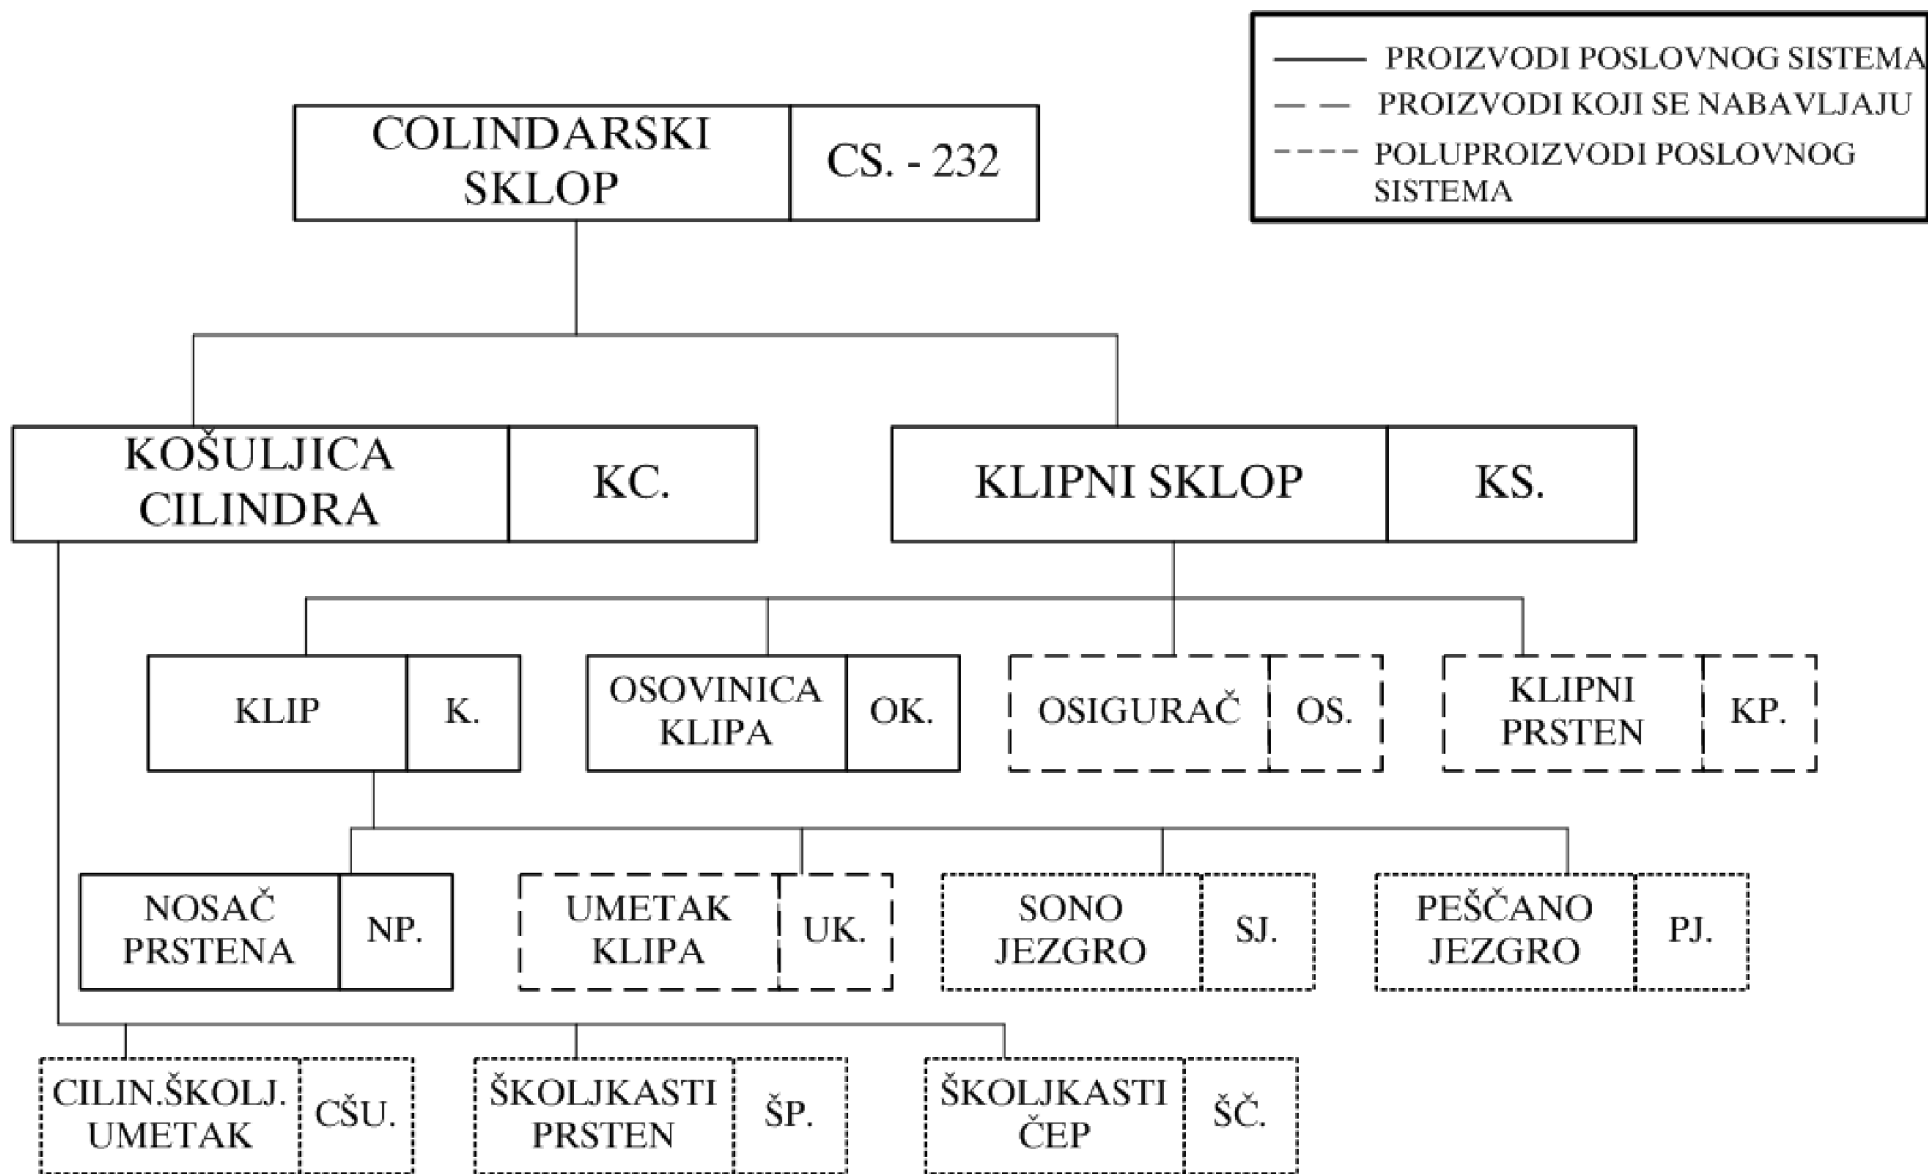 PROIZVODI POSLOVNOG SISTEMA
PROIZVODI KOJI SE NABAVLJAJU
POLUPROIZVODI POSLOVNOG
SISTEMA
COLINDARSKI
SKLOP
CS. - 232
KOŠULJICA
CILINDRA
KC.
KLIPNI SKLOP
KS.
KLIP
K.
OSOVINICA
KLIPA
OK.
OSIGURAČ
OS.
KLIPNI
PRSTEN
KP.
NOSAČ
PRSTENA
NP.
UMETAK
KLIPA
UK.
SONO
JEZGRO
SJ.
PEŠČANO
JEZGRO
PJ.
CILIN.ŠKOLJ.
UMETAK
CŠU.
ŠKOLJKASTI
PRSTEN
ŠP.
ŠKOLJKASTI
ČEP
ŠČ.